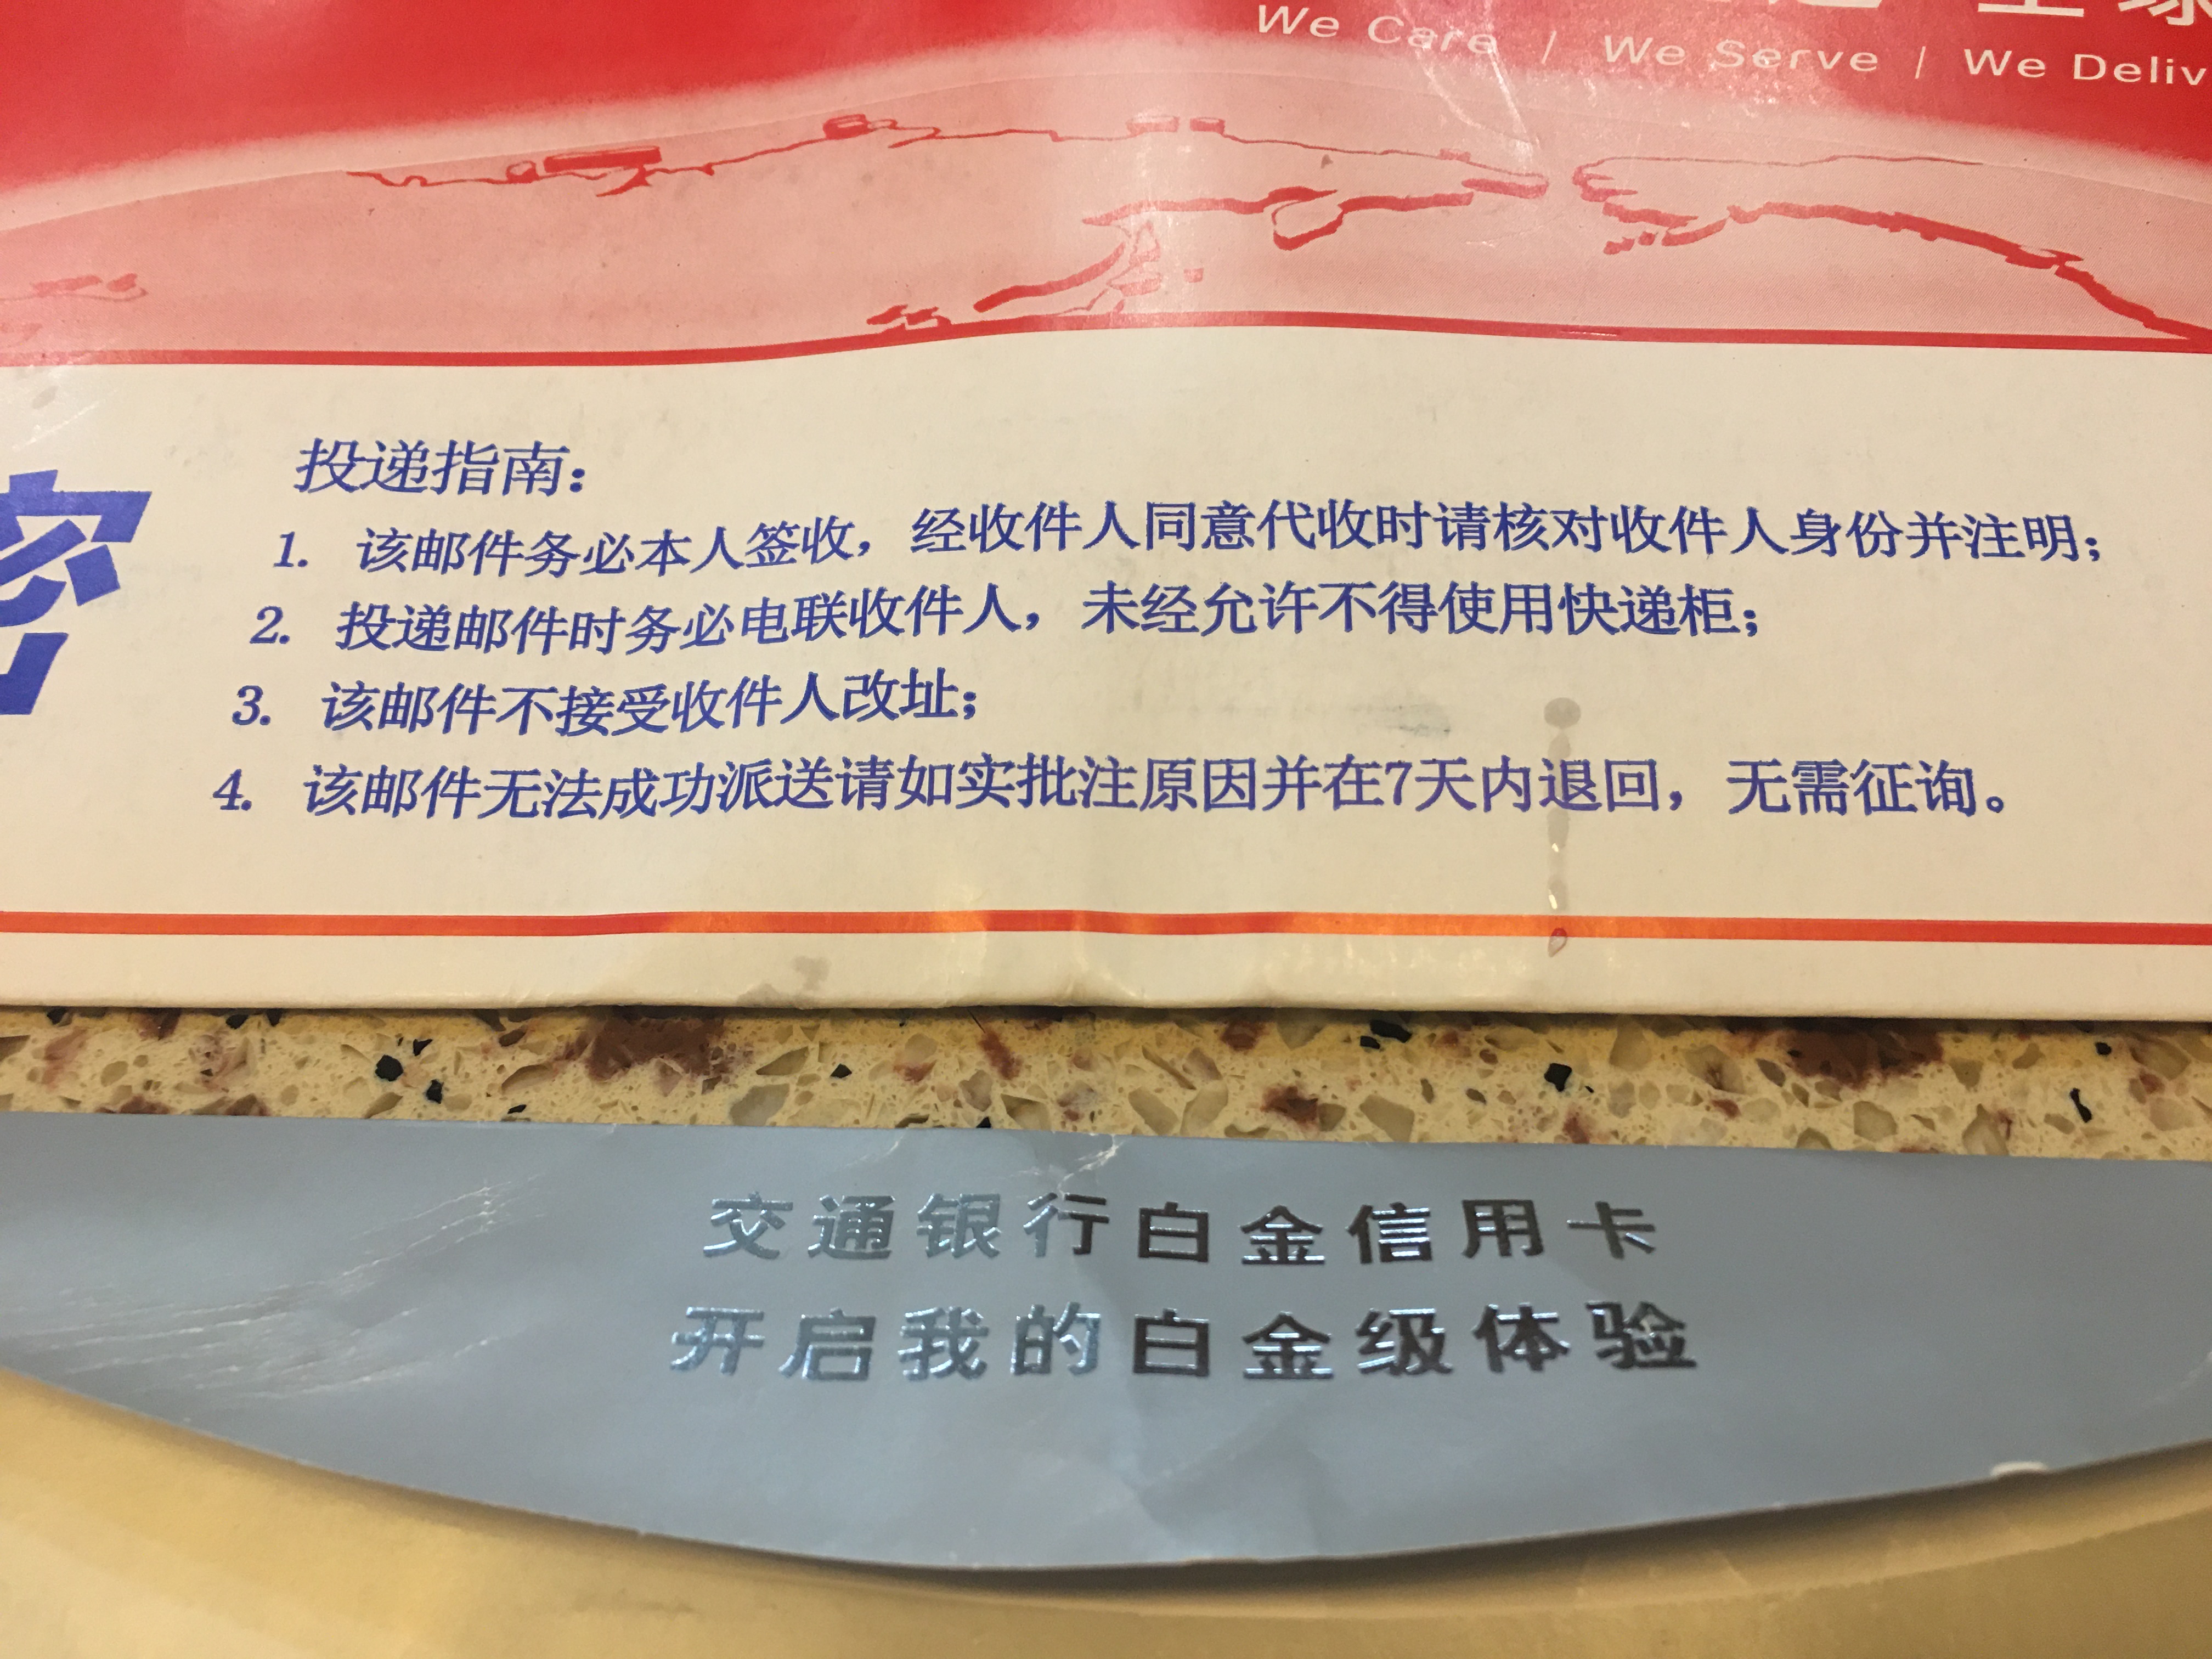 We Care / We Serve / We Deliv
密
投递指南：
1. 该邮件务必本人签收，经收件人同意代收时请核对收件人身份并注明；
2. 投递邮件时务必电联收件人，未经允许不得使用快递柜；
3. 该邮件不接受收件人改址；
4. 该邮件无法成功派送请如实批注原因并在7天内退回，无需征询。
交通银行白金信用卡
开启我的白金级体验